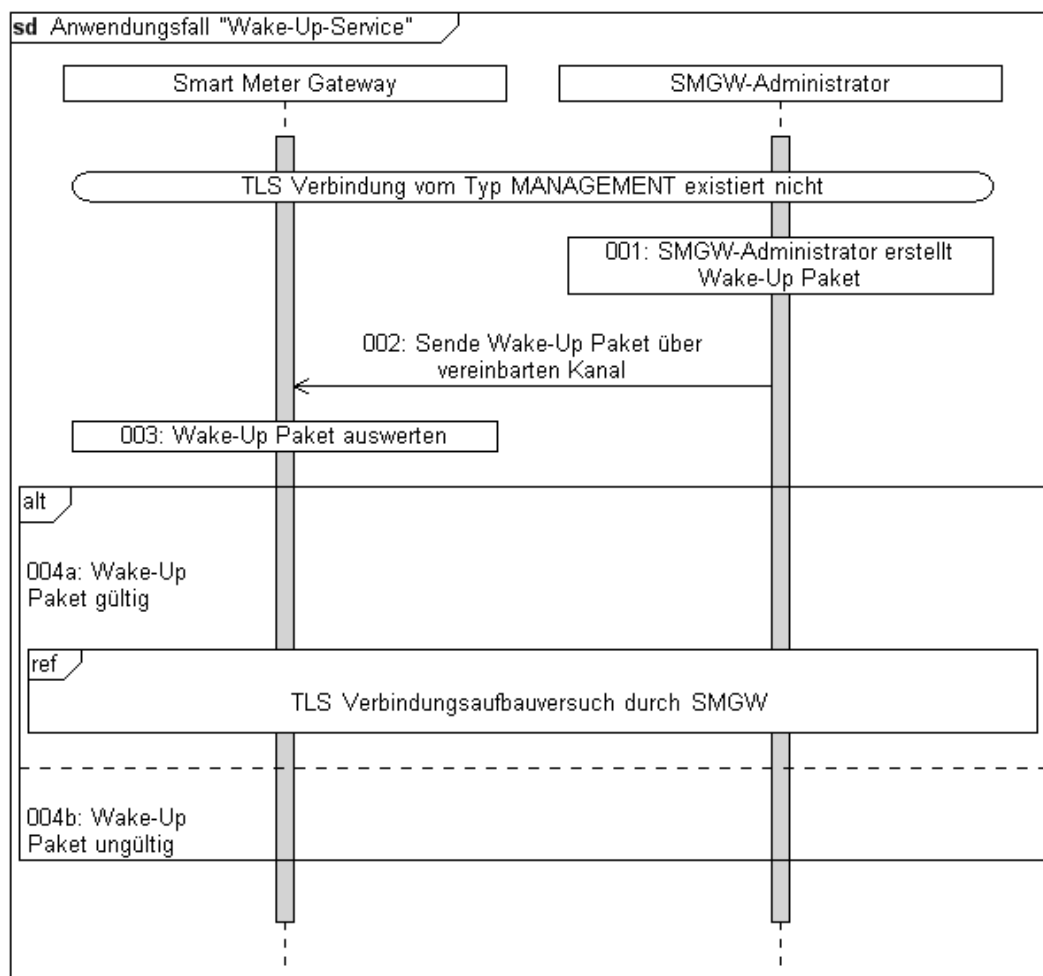 sd Anwendungsfall "Wake-Up-Service"
Smart Meter Gateway
SMGW-Administrator
TLS Verbindung vom Typ MANAGEMENT existiert nicht
001: SMGW-Administrator erstellt
Wake-Up Paket
002: Sende Wake-Up Paket über
vereinbarten Kanal
003: Wake-Up Paket auswerten
alt
004a: Wake-Up
Paket gültig
ref
TLS Verbindungsaufbauversuch durch SMGW
004b: Wake-Up
Paket ungültig